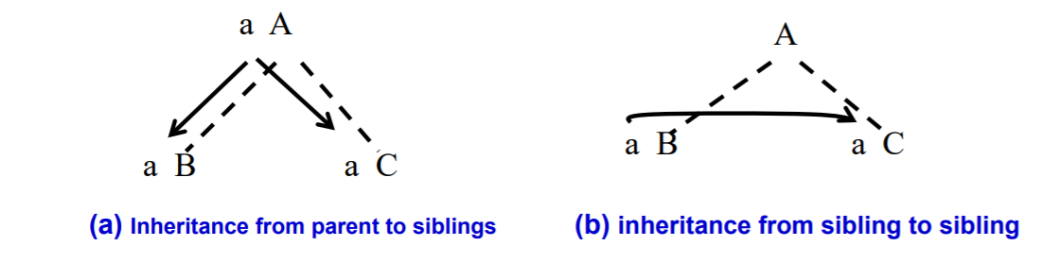 a A
A
a B
a C
a B
a C
(a) Inheritance from parent to siblings
(b) inheritance from sibling to sibling